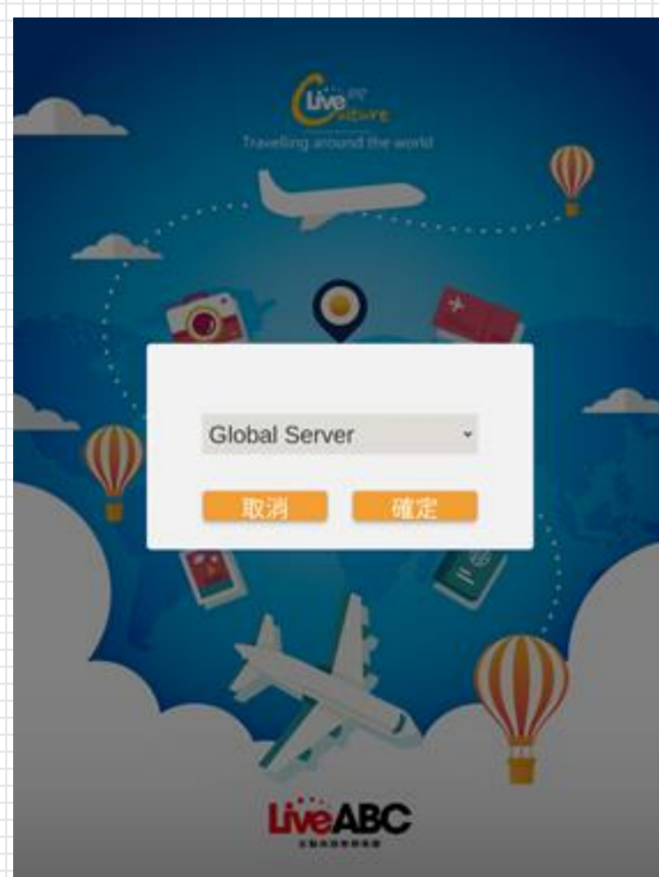 Live
Culture
Travelling around the world
Global Server
取消
確定
LiveABC